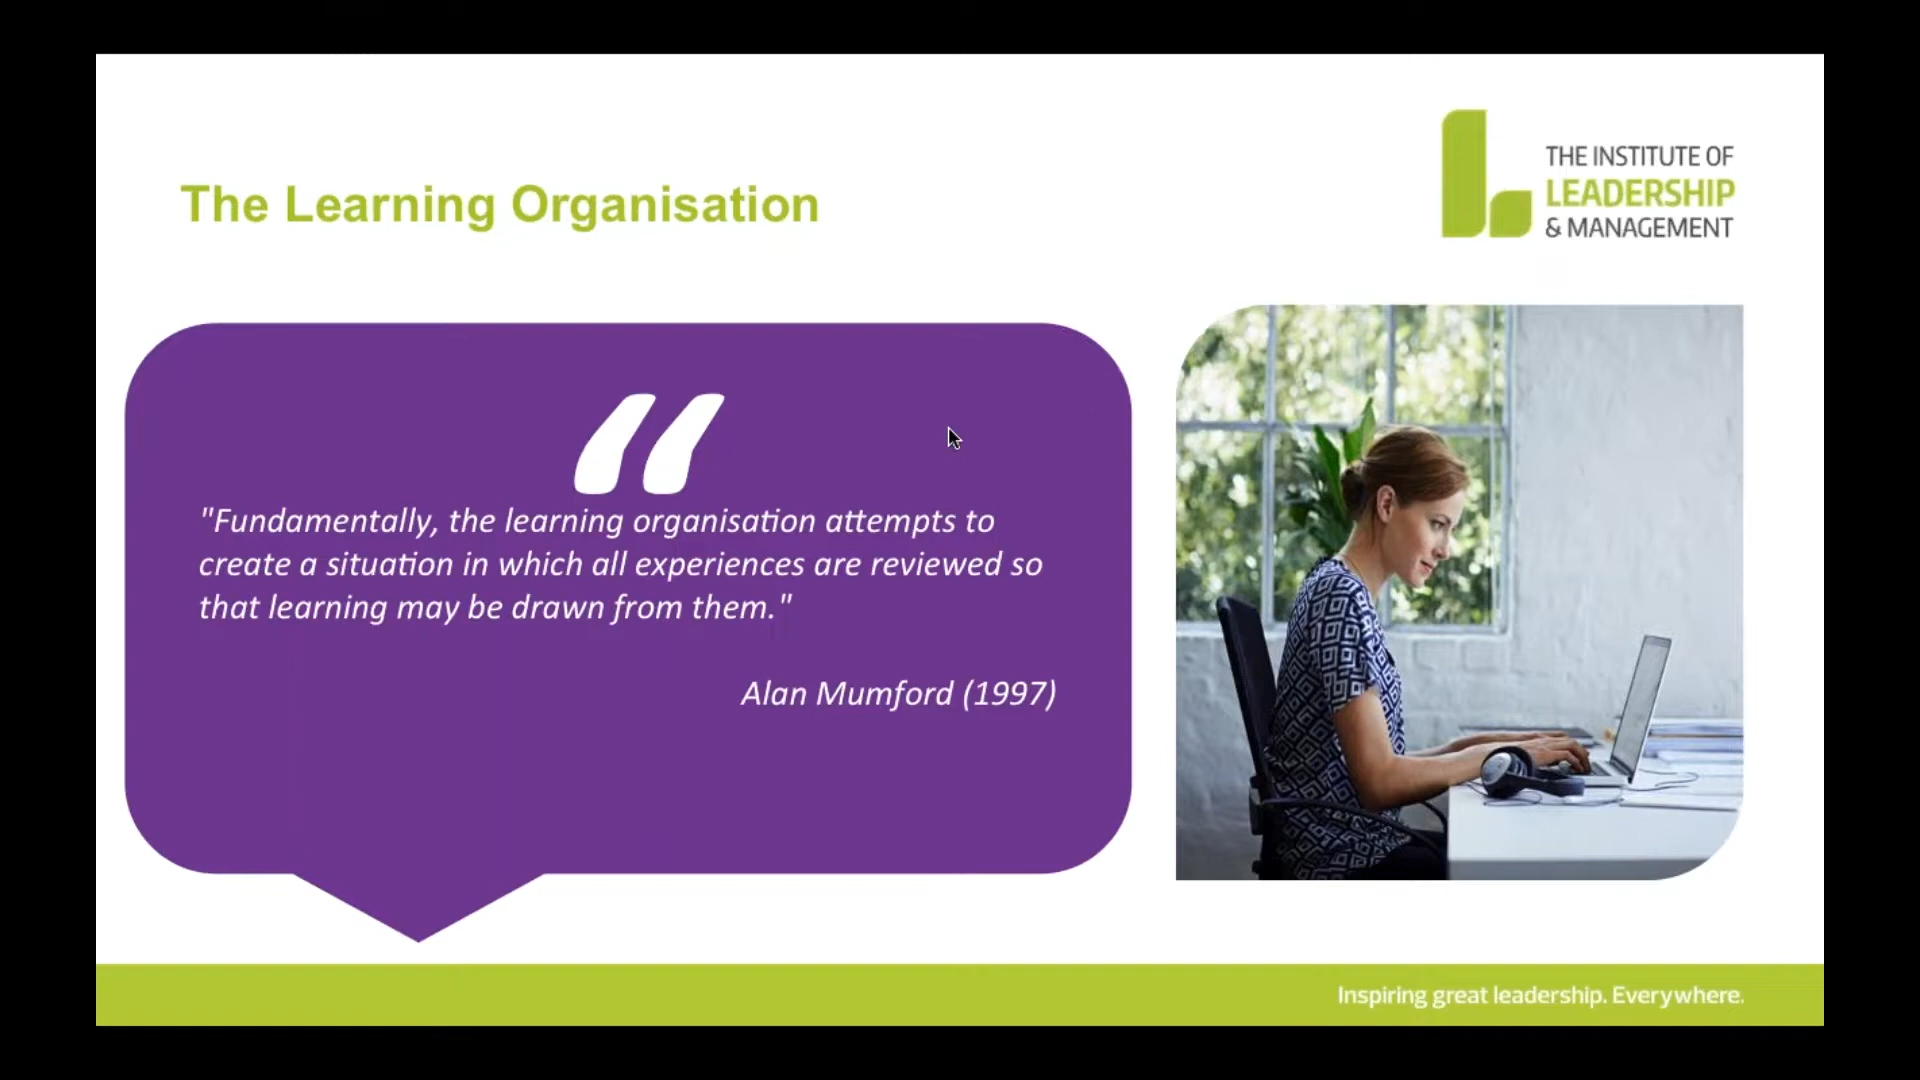 The Learning Organisation
THE INSTITUTE OF
LEADERSHIP
& MANAGEMENT
"Fundamentally, the learning organisation attempts to
create a situation in which all experiences are reviewed so
that learning may be drawn from them."
Alan Mumford (1997)
Inspiring great leadership. Everywhere.